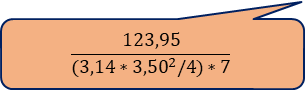 123,95
(3,14 ∗ 3,50²/4) ∗ 7